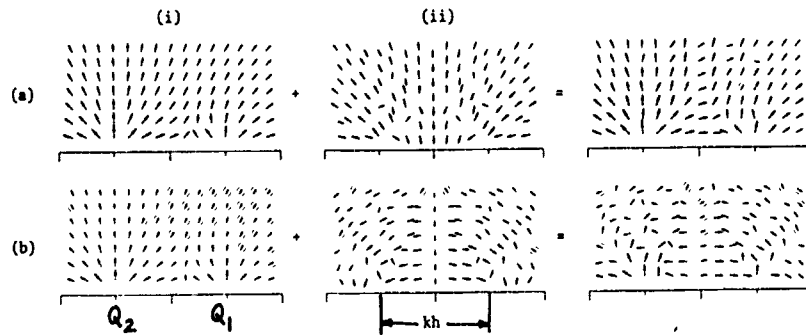 (i) (ii)
(a) + =
(b) + =
Q₂ Q₁ kh